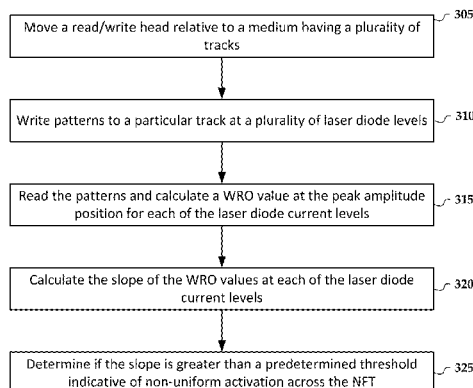 305
Move a read/write head relative to a medium having a plurality of
tracks
310
Write patterns to a particular track at a plurality of laser diode levels
Read the patterns and calculate a WRO value at the peak amplitude
position for each of the laser diode current levels
315
Calculate the slope of the WRO values at each of the laser diode
current levels
320
Determine if the slope is greater than a predetermined threshold
indicative of non-uniform activation across the NFT
325